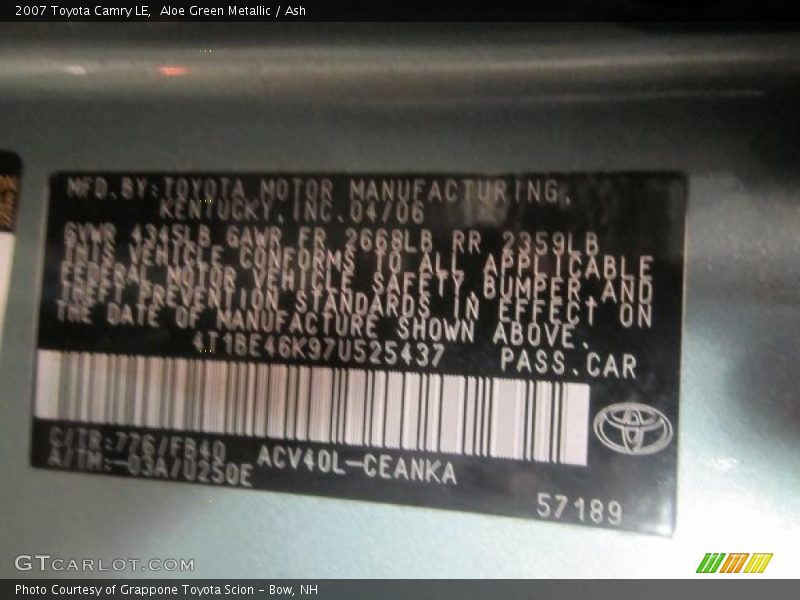 2007 Toyota Camry LE,  Aloe Green Metallic / Ash
MFD.BY:TOYOTA MOTOR MANUFACTURING,
KENTUCKY,INC.04/06
GVWR 4345LB GAWR FR 2668LB RR 2359LB
THIS VEHICLE CONFORMS TO ALL APPLICABLE
FEDERAL MOTOR VEHICLE SAFETY,BUMPER,AND
THEFT PREVENTION STANDARDS IN EFFECT ON
THE DATE OF MANUFACTURE SHOWN ABOVE.
4T1BE46K97U525437 PASS.CAR
C/TR:776/FB40
A/TM:-03A/U250E
ACV40L-CEANKA
57189
GTCARLOT.COM
Photo Courtesy of Grappone Toyota Scion - Bow, NH